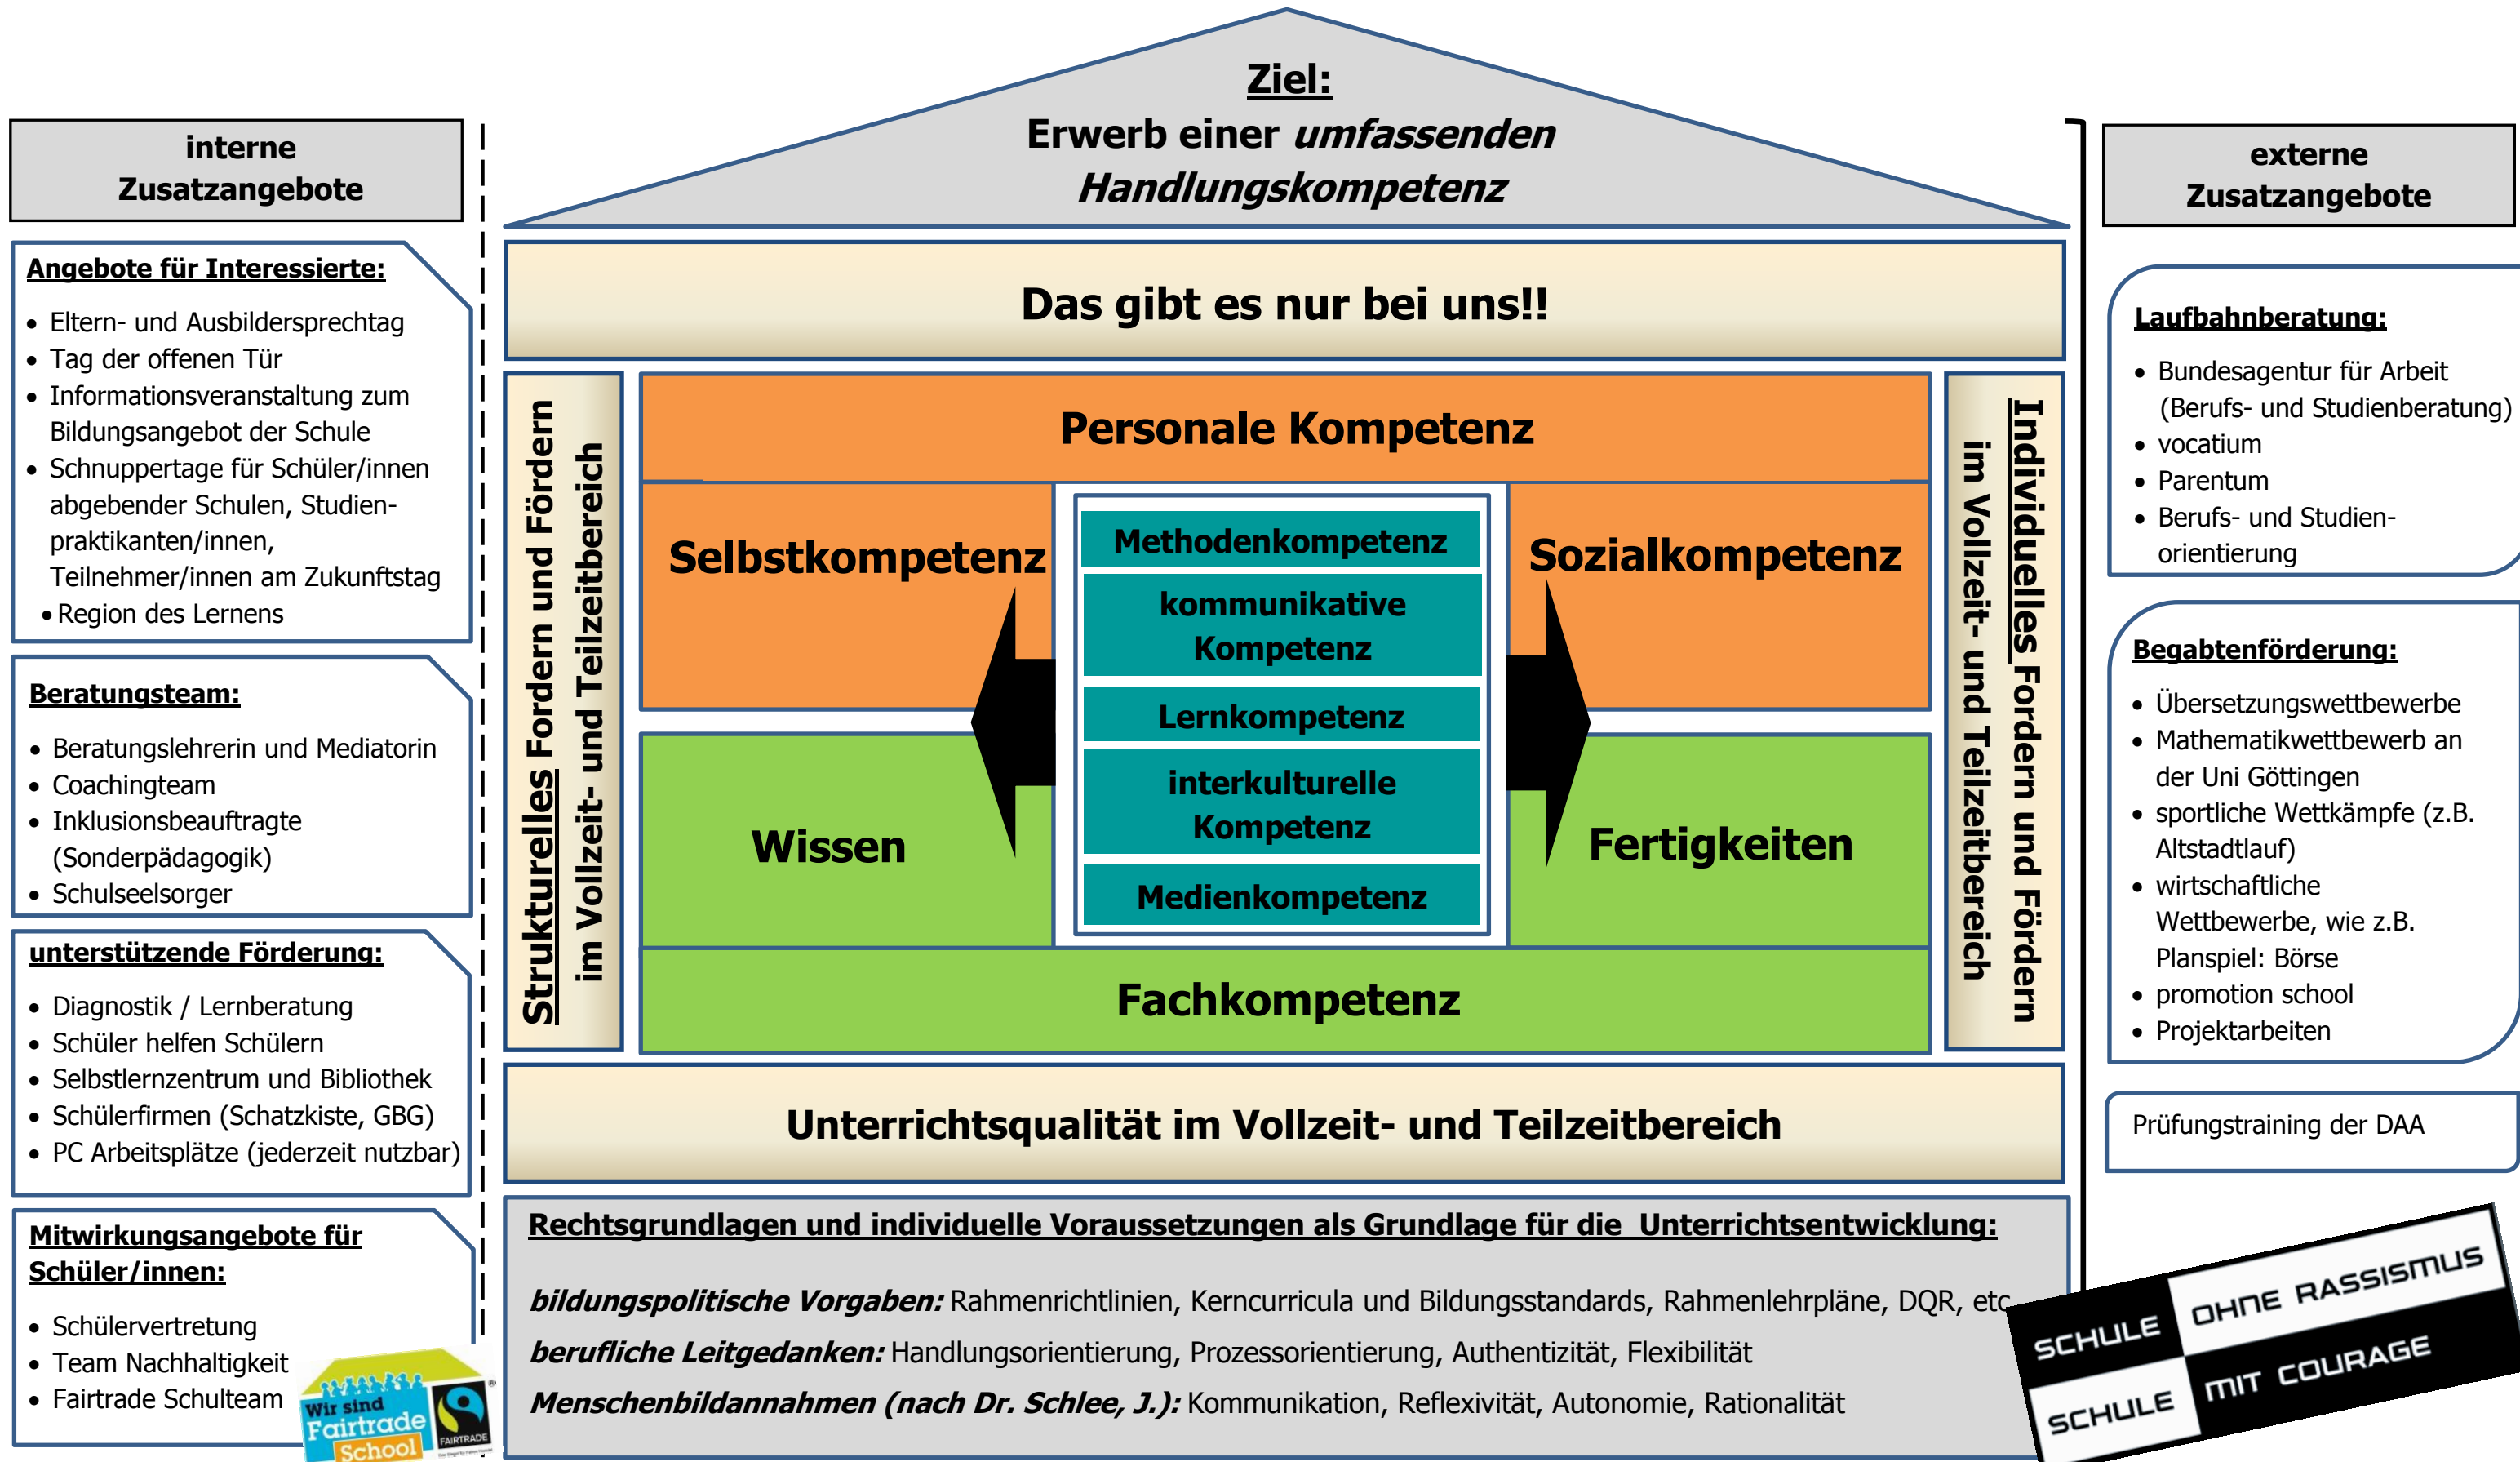 Ziel:
Erwerb einer umfassenden
Handlungskompetenz
interne
Zusatzangebote
Angebote für Interessierte:
• Eltern- und Ausbildersprechtag
• Tag der offenen Tür
• Informationsveranstaltung zum
Bildungsangebot der Schule
• Schnuppertage für Schüler/innen
abgebender Schulen, Studien-
praktikanten/innen,
Teilnehmer/innen am Zukunftstag
• Region des Lernens
Beratungsteam:
• Beratungslehrerin und Mediatorin
• Coachingteam
• Inklusionsbeauftragte
(Sonderpädagogik)
• Schulseelsorger
unterstützende Förderung:
• Diagnostik / Lernberatung
• Schüler helfen Schülern
• Selbstlernzentrum und Bibliothek
• Schülerfirmen (Schatzkiste, GBG)
• PC Arbeitsplätze (jederzeit nutzbar)
Mitwirkungsangebote für
Schüler/innen:
• Schülervertretung
• Team Nachhaltigkeit
• Fairtrade Schulteam
Wir sind
Fairtrade
School
FAIRTRADE
Das gibt es nur bei uns!!
Strukturelles Fordern und Fördern
im Vollzeit- und Teilzeitbereich
Personale Kompetenz
Selbstkompetenz
Sozialkompetenz
Methodenkompetenz
kommunikative
Kompetenz
Lernkompetenz
interkulturelle
Kompetenz
Medienkompetenz
Wissen
Fertigkeiten
Fachkompetenz
Individuelles Fordern und Fördern
im Vollzeit- und Teilzeitbereich
Unterrichtsqualität im Vollzeit- und Teilzeitbereich
Rechtsgrundlagen und individuelle Voraussetzungen als Grundlage für die Unterrichtsentwicklung:
bildungspolitische Vorgaben: Rahmenrichtlinien, Kerncurricula und Bildungsstandards, Rahmenlehrpläne, DQR, etc
berufliche Leitgedanken: Handlungsorientierung, Prozessorientierung, Authentizität, Flexibilität
Menschenbildannahmen (nach Dr. Schlee, J.): Kommunikation, Reflexivität, Autonomie, Rationalität
externe
Zusatzangebote
Laufbahnberatung:
• Bundesagentur für Arbeit
(Berufs- und Studienberatung)
• vocatium
• Parentum
• Berufs- und Studien-
orientierung
Begabtenförderung:
• Übersetzungswettbewerbe
• Mathematikwettbewerb an
der Uni Göttingen
• sportliche Wettkämpfe (z.B.
Altstadtlauf)
• wirtschaftliche
Wettbewerbe, wie z.B.
Planspiel: Börse
• promotion school
• Projektarbeiten
Prüfungstraining der DAA
SCHULE OHNE RASSISMUS
SCHULE MIT COURAGE